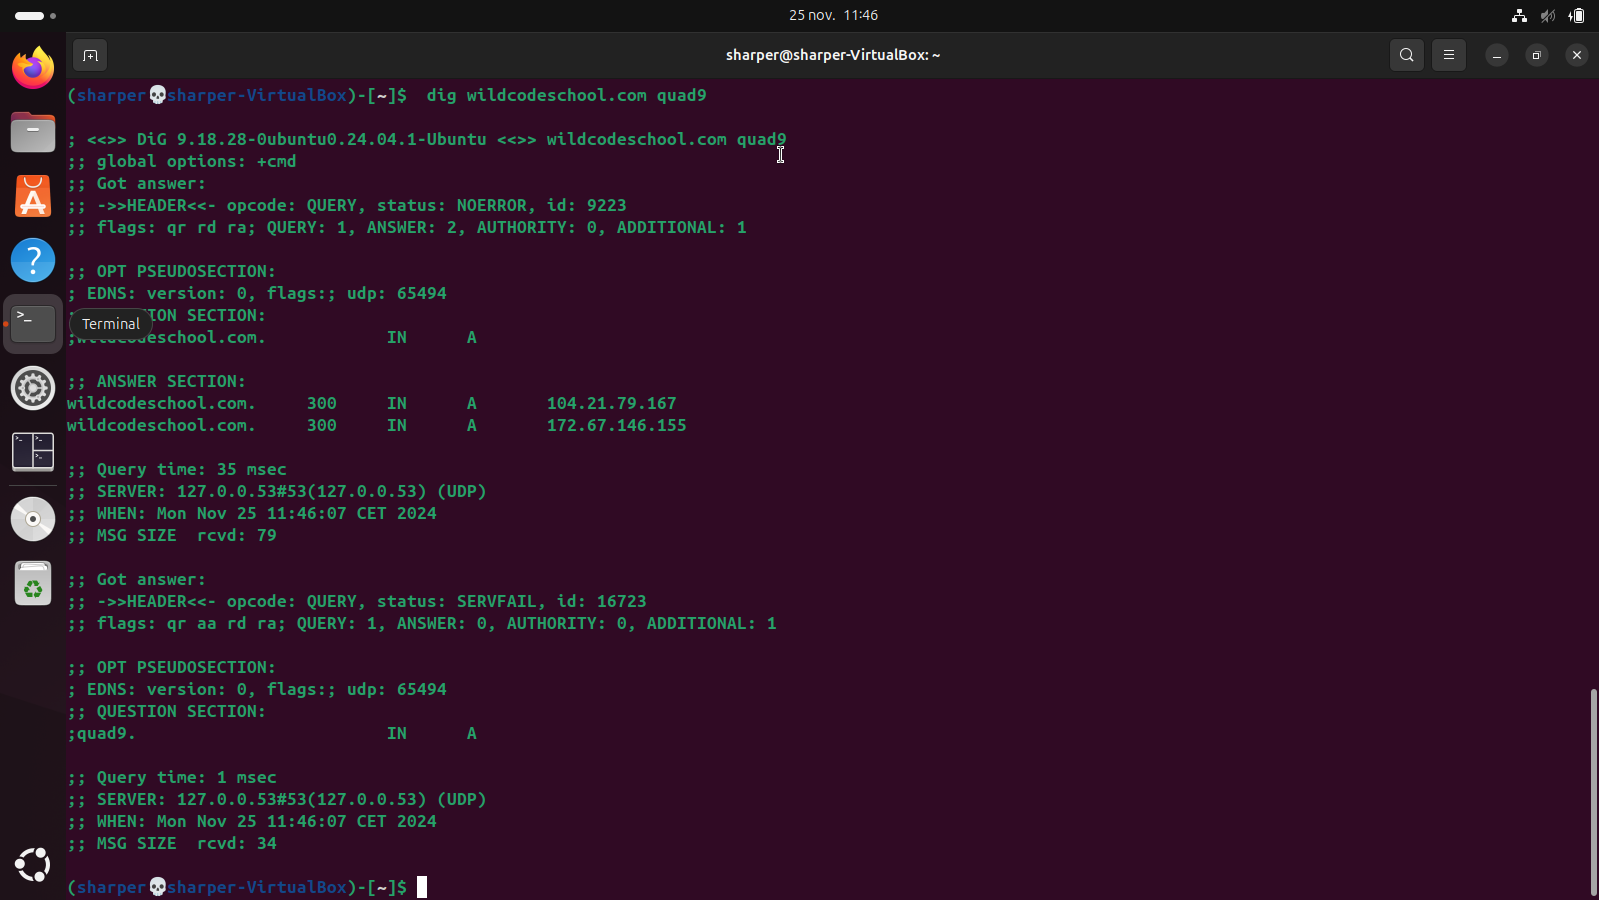 25 nov. 11:46
sharper@sharper-VirtualBox: ~
(sharper💀sharper-VirtualBox)-[~]$ dig wildcodeschool.com quad9
; <<>> DiG 9.18.28-0ubuntu0.24.04.1-Ubuntu <<>> wildcodeschool.com quad9
;; global options: +cmd
;; Got answer:
;; ->>HEADER<<- opcode: QUERY, status: NOERROR, id: 9223
;; flags: qr rd ra; QUERY: 1, ANSWER: 2, AUTHORITY: 0, ADDITIONAL: 1
;; OPT PSEUDOSECTION:
; EDNS: version: 0, flags:; udp: 65494
ION SECTION:
Terminal
;wildcodeschool.com. IN A
;; ANSWER SECTION:
wildcodeschool.com. 300 IN A 104.21.79.167
wildcodeschool.com. 300 IN A 172.67.146.155
;; Query time: 35 msec
;; SERVER: 127.0.0.53#53(127.0.0.53) (UDP)
;; WHEN: Mon Nov 25 11:46:07 CET 2024
;; MSG SIZE rcvd: 79
;; Got answer:
;; ->>HEADER<<- opcode: QUERY, status: SERVFAIL, id: 16723
;; flags: qr aa rd ra; QUERY: 1, ANSWER: 0, AUTHORITY: 0, ADDITIONAL: 1
;; OPT PSEUDOSECTION:
; EDNS: version: 0, flags:; udp: 65494
;; QUESTION SECTION:
;quad9. IN A
;; Query time: 1 msec
;; SERVER: 127.0.0.53#53(127.0.0.53) (UDP)
;; WHEN: Mon Nov 25 11:46:07 CET 2024
;; MSG SIZE rcvd: 34
(sharper💀sharper-VirtualBox)-[~]$